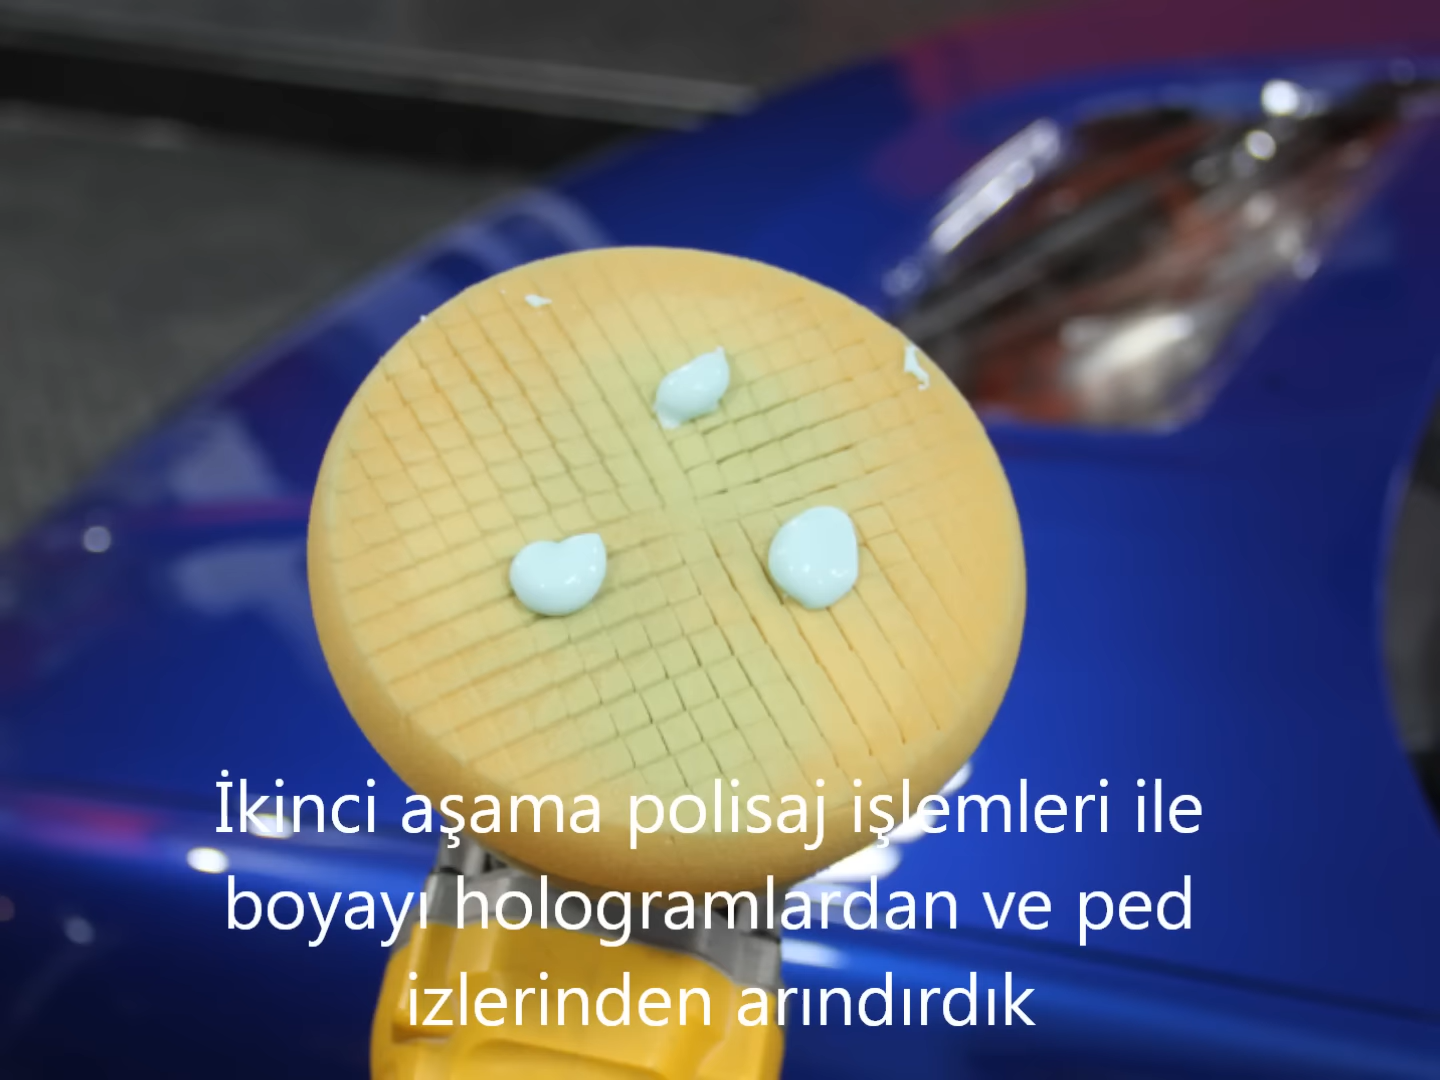 İkinci aşama polisaj işlemleri ile
boyayı hologramlardan ve ped
izlerinden arındırdık